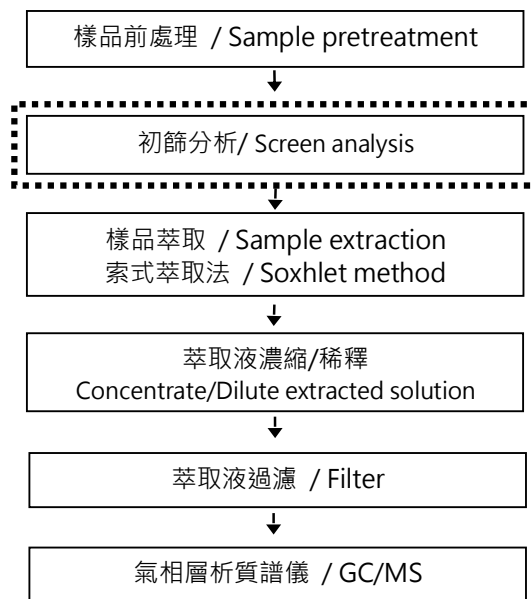 樣品前處理 / Sample pretreatment
初篩分析/ Screen analysis
樣品萃取 / Sample extraction
索式萃取法 / Soxhlet method
萃取液濃縮/稀釋
Concentrate/Dilute extracted solution
萃取液過濾 / Filter
氣相層析質譜儀 / GC/MS